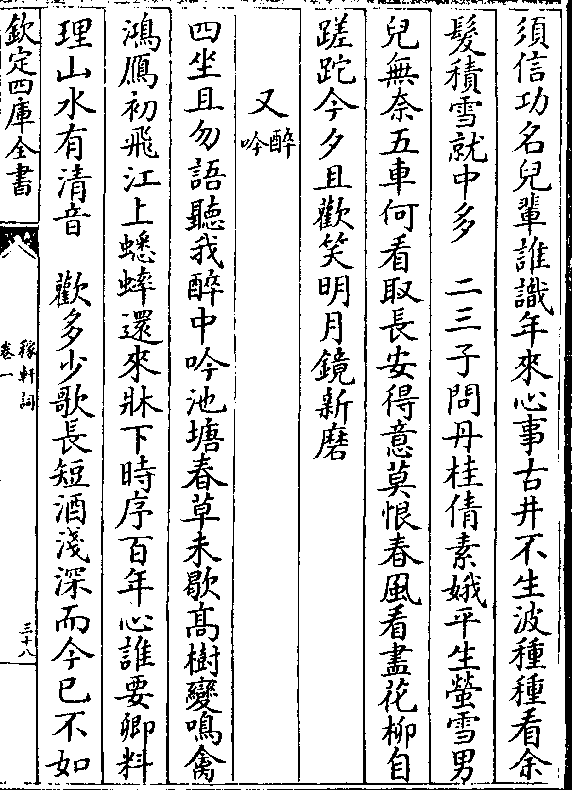 須信功名兒輩誰識年來心事古井不生波種種看余
髮積雪就中多　二三子問丹桂倩素娥平生螢雪男
兒無奈五車何看取長安得意莫恨春風看盡花柳自
蹉跎今夕且歡笑明月鏡新磨
又醉吟
四坐且勿語聽我醉中吟池塘春草未歇髙樹變鳴禽
鴻鴈初飛江上蟋蟀還來牀下時序百年心誰要卿料
理山水有清音　歡多少歌長短酒淺深而今已不如
欽定四庫全書
稼軒詞
卷一
三十八